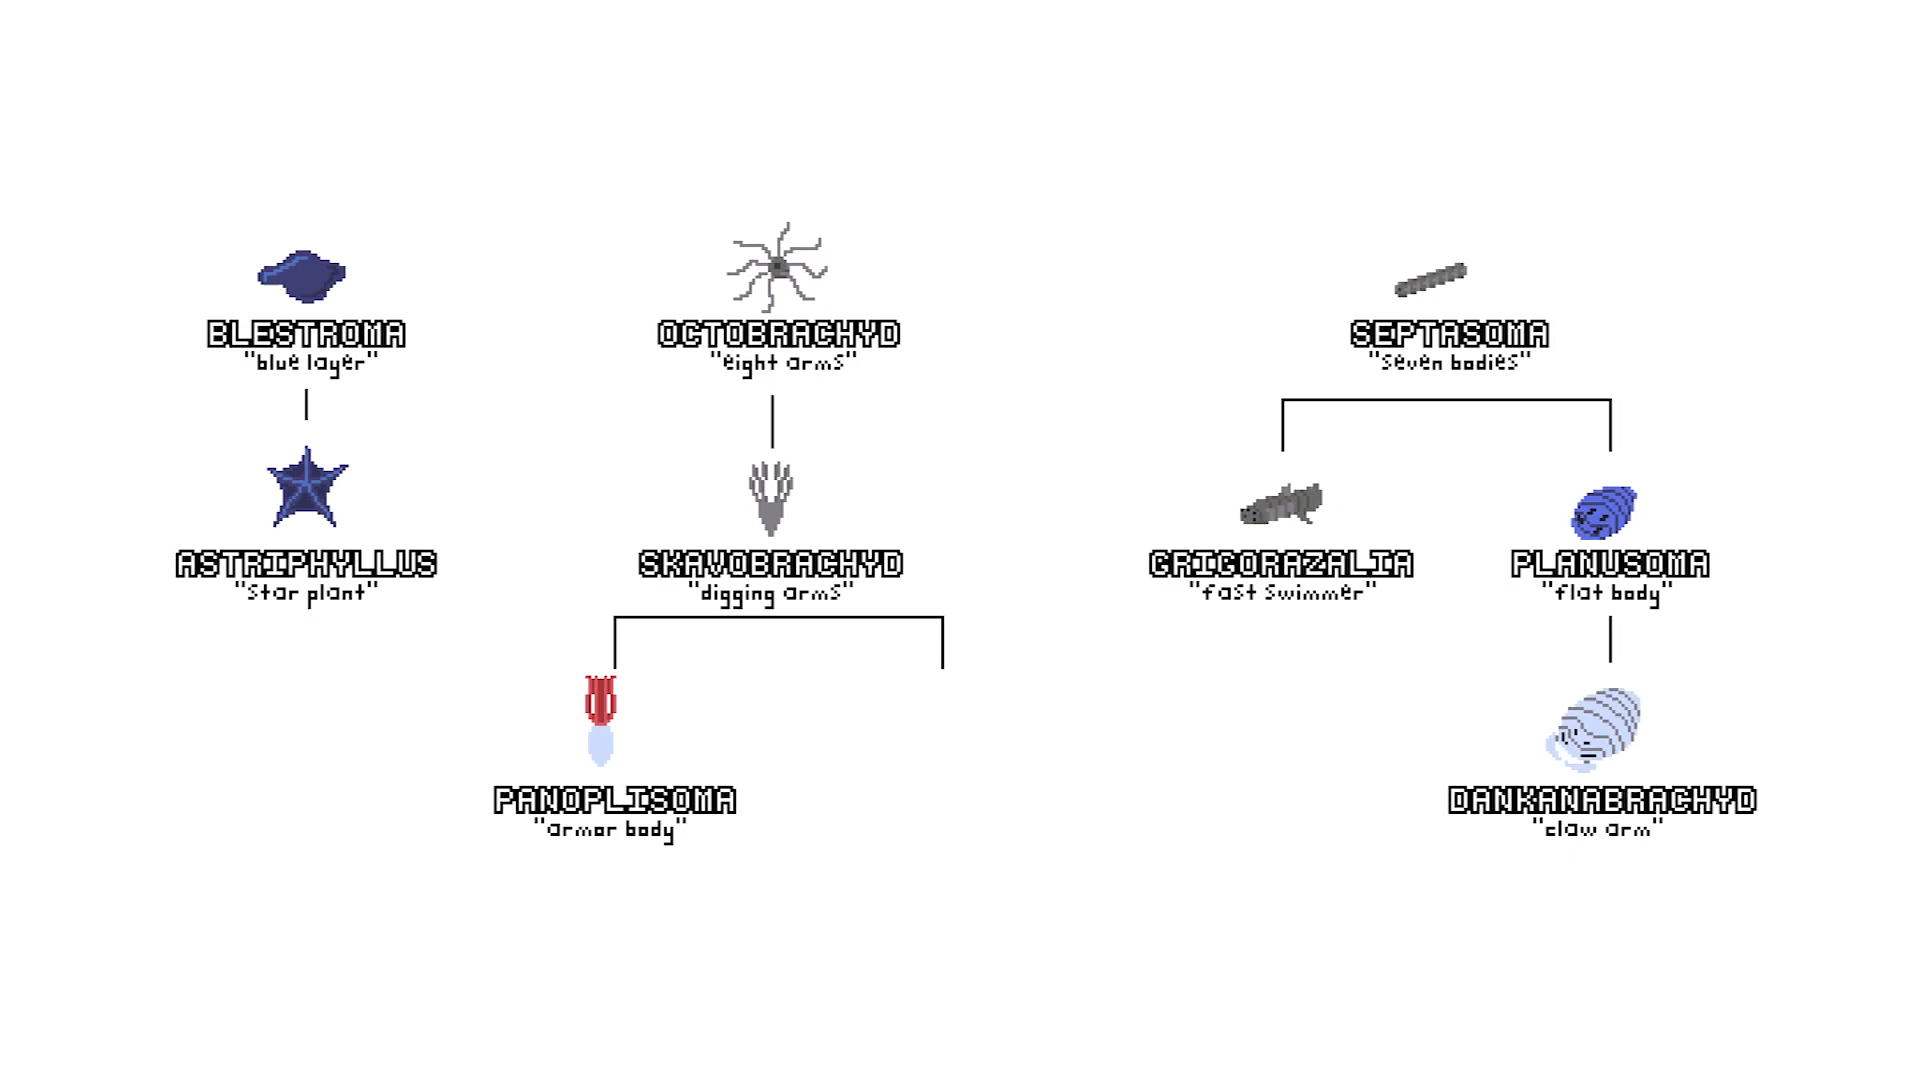 BLESTROMA
"blue layer"
OCTOBRACHYD
"eight arms"
SEPTASOMA
"seven bodies"
ASTRIPHYLLUS
"star plant"
SKAVOBRACHYD
"digging arms"
GRIGORAZALIA
"fast swimmer"
PLANUSOMA
"flat body"
PANOPLISOMA
"armor body"
DANKANABRACHYD
"claw arm"